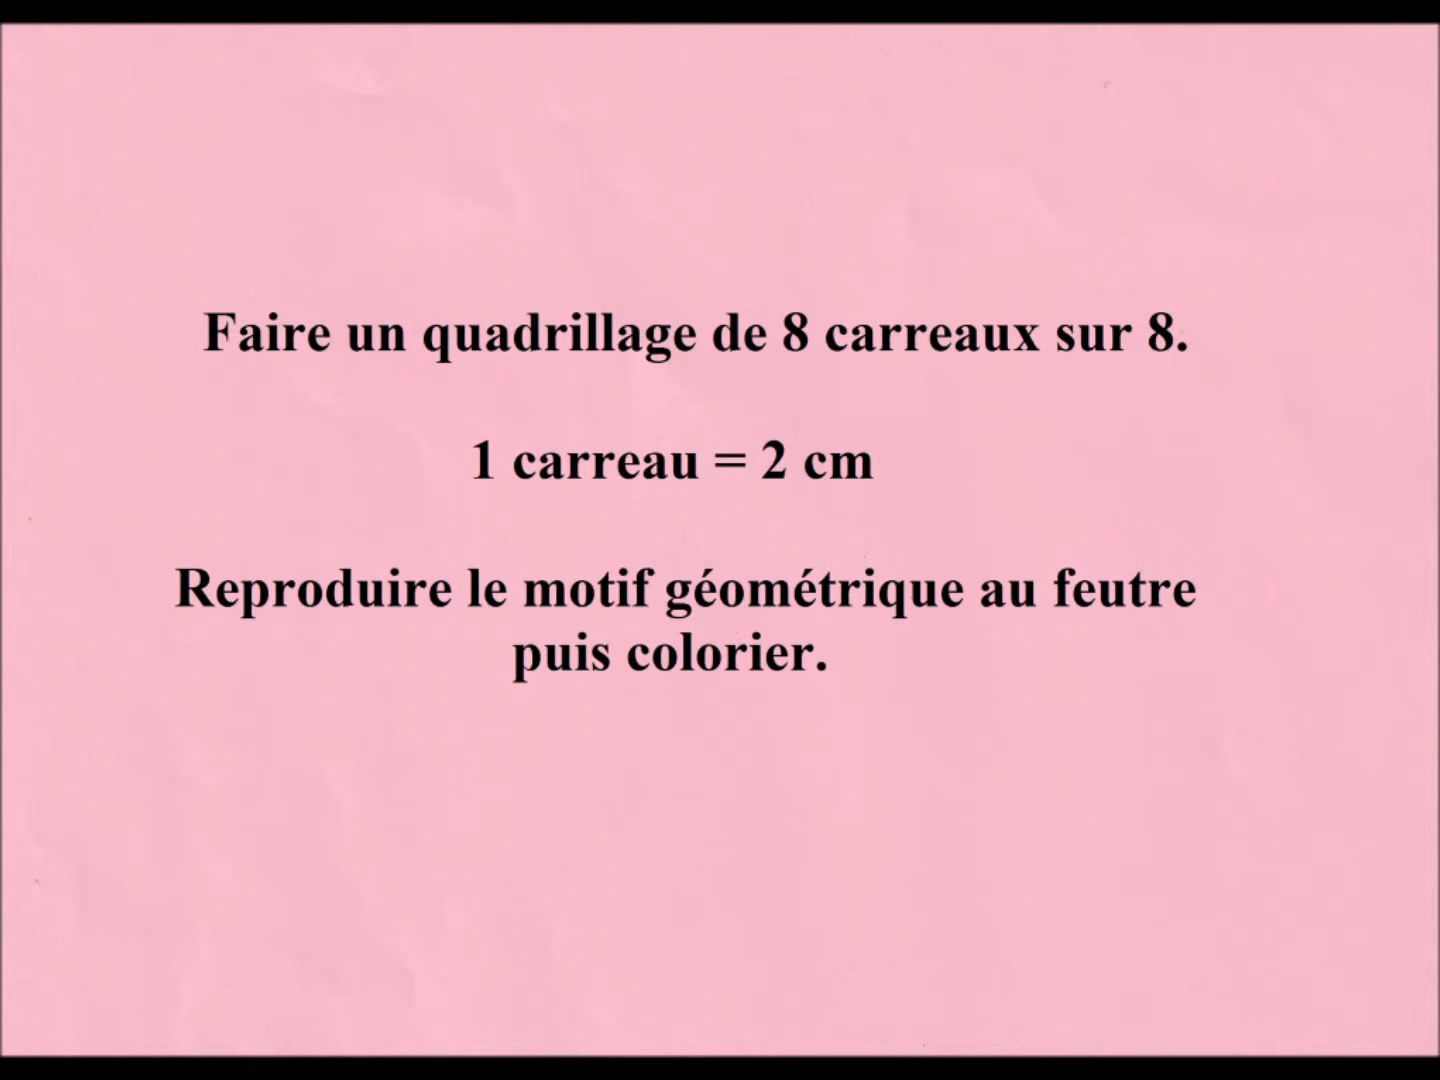 Faire un quadrillage de 8 carreaux sur 8.
1 carreau = 2 cm
Reproduire le motif géométrique au feutre
puis colorier.